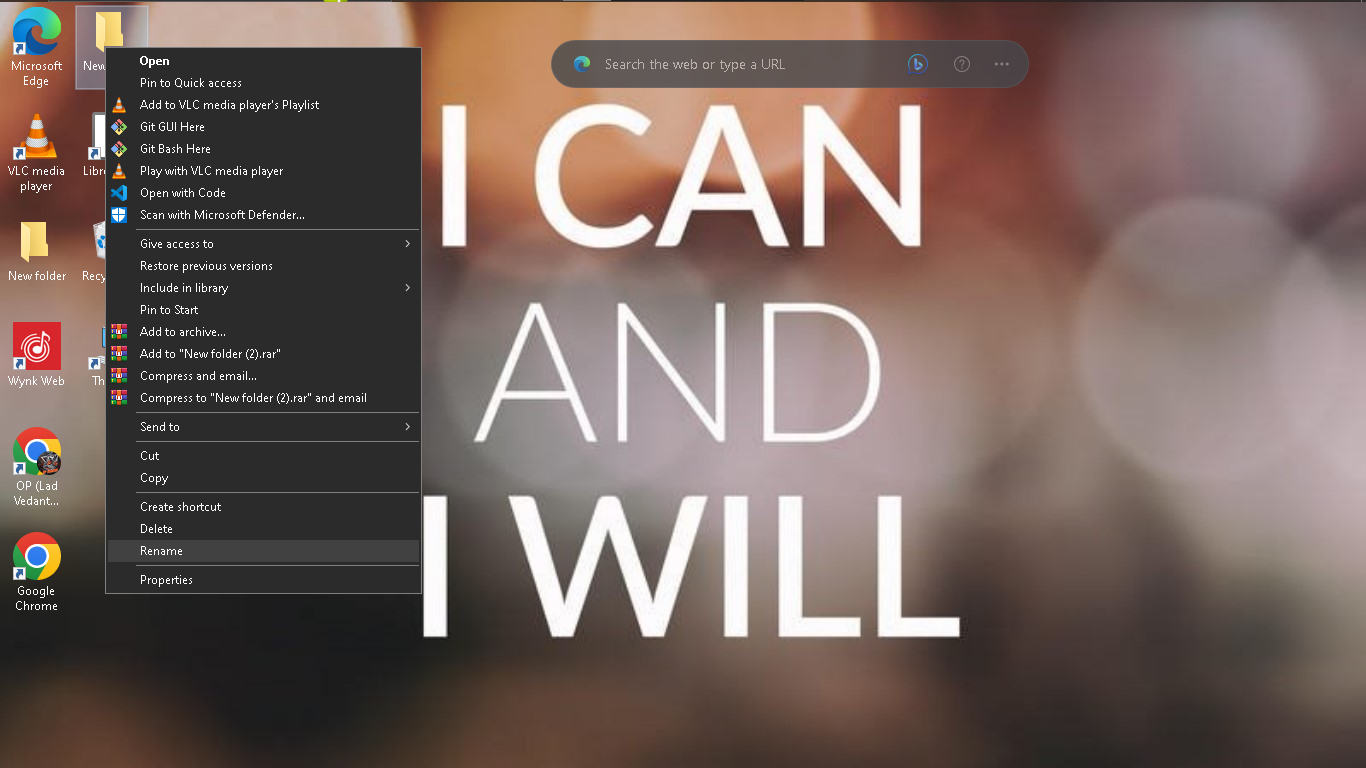 Microsoft
Edge
VLC media
player
New folder
Wynk Web
OP (Lad
Vedant...
Google
Chrome
Open
Pin to Quick access
Add to VLC media player's Playlist
Git GUI Here
Git Bash Here
Play with VLC media player
Open with Code
Scan with Microsoft Defender...
Give access to
Restore previous versions
Include in library
Pin to Start
Add to archive...
Add to "New folder (2).rar"
Compress and email...
Compress to "New folder (2).rar" and email
Send to
Cut
Copy
Create shortcut
Delete
Rename
Properties
Search the web or type a URL
I CAN
AND
I WILL